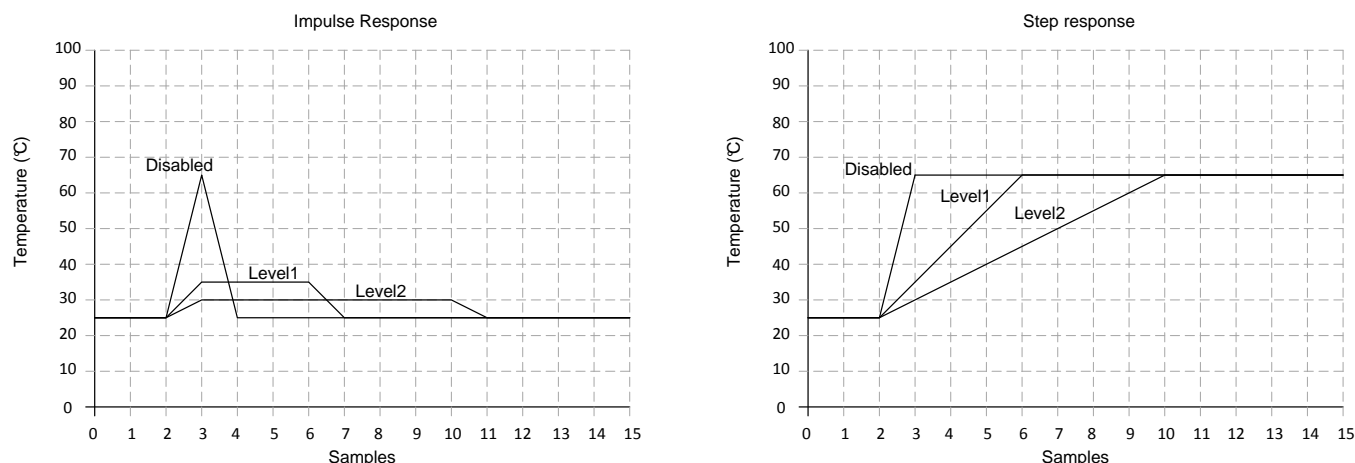 Impulse Response
100
90
80
70
60
50
40
30
20
10
0
Temperature (°C)
Disabled
Level1
Level2
0 1 2 3 4 5 6 7 8 9 10 11 12 13 14 15
Samples
Step response
100
90
80
70
60
50
40
30
20
10
0
Temperature (°C)
Disabled
Level1
Level2
0 1 2 3 4 5 6 7 8 9 10 11 12 13 14 15
Samples